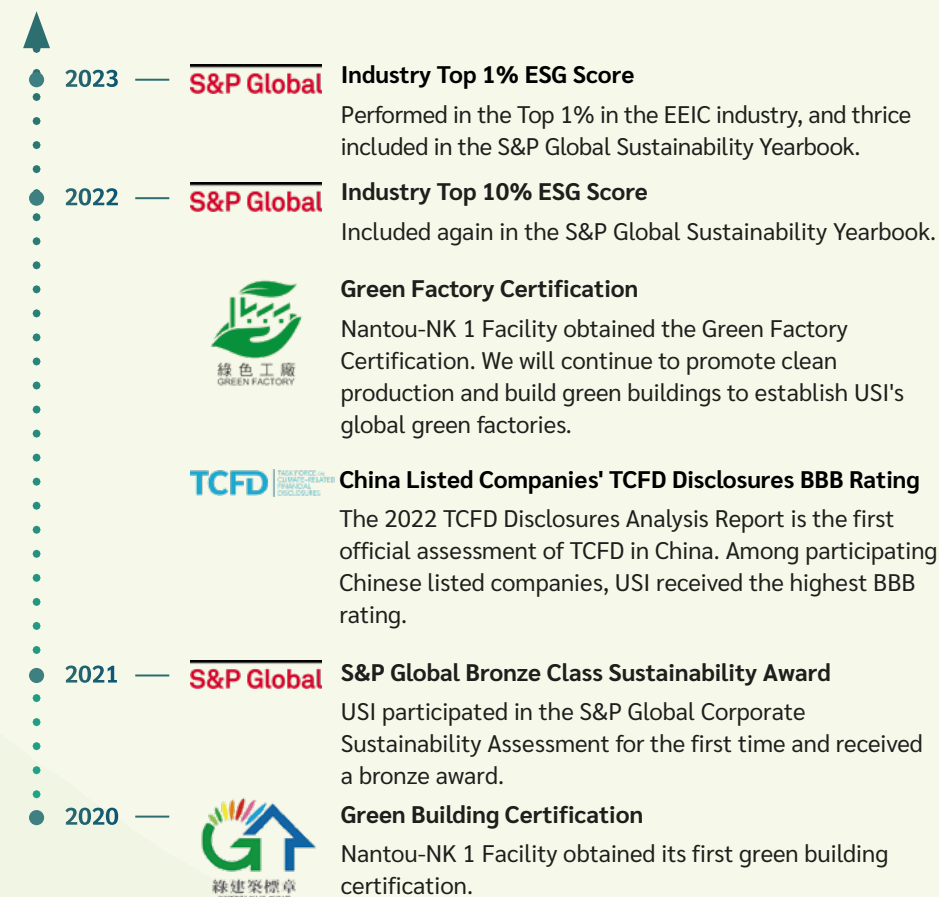 2023
S&P Global
Industry Top 1% ESG Score
Performed in the Top 1% in the EEIC industry, and thrice
included in the S&P Global Sustainability Yearbook.
2022
S&P Global
Industry Top 10% ESG Score
Included again in the S&P Global Sustainability Yearbook.
綠色工廠
GREEN FACTORY
Green Factory Certification
Nantou-NK 1 Facility obtained the Green Factory
Certification. We will continue to promote clean
production and build green buildings to establish USI's
global green factories.
TCFD
TASK FORCE ON
CLIMATE-RELATED
FINANCIAL
DISCLOSURES
China Listed Companies' TCFD Disclosures BBB Rating
The 2022 TCFD Disclosures Analysis Report is the first
official assessment of TCFD in China. Among participating
Chinese listed companies, USI received the highest BBB
rating.
2021
S&P Global
S&P Global Bronze Class Sustainability Award
USI participated in the S&P Global Corporate
Sustainability Assessment for the first time and received
a bronze award.
2020
綠建築標章
Green Building Certification
Nantou-NK 1 Facility obtained its first green building
certification.